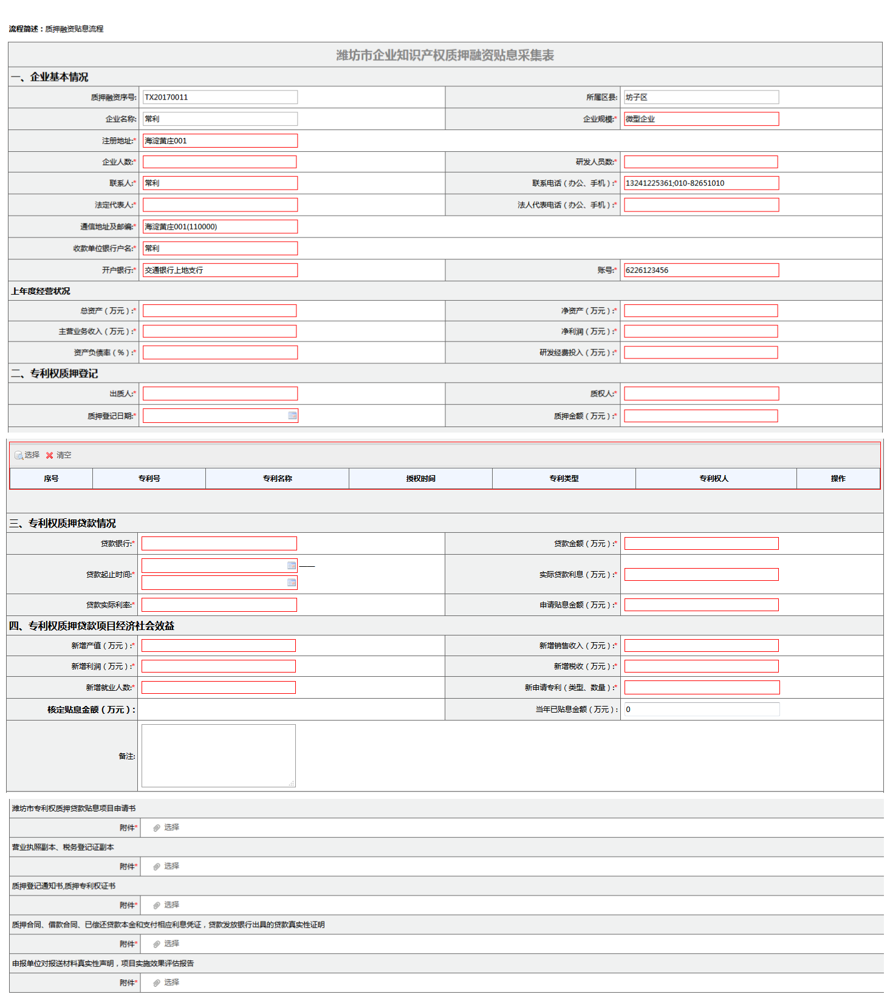 流程简述：质押融资贴息流程
潍坊市企业知识产权质押融资贴息采集表
一、企业基本情况
质押融资序号: TX20170011 所属区县: 坊子区
企业名称: 常利 企业规模:* 微型企业
注册地址:* 海淀黄庄001
企业人数:* 研发人员数:*
联系人:* 常利 联系电话（办公、手机）:* 13241225361;010-82651010
法定代表人:* 法人代表电话（办公、手机）:*
通信地址及邮编:* 海淀黄庄001(110000)
收款单位银行户名:* 常利
开户银行:* 交通银行上地支行 账号:* 6226123456
上年度经营状况
总资产（万元）:* 净资产（万元）:*
主营业务收入（万元）:* 净利润（万元）:*
资产负债率（%）:* 研发经费投入（万元）:*
二、专利权质押登记
出质人:* 质权人:*
质押登记日期:* 质押金额（万元）:*
选择 清空
序号 专利号 专利名称 授权时间 专利类型 专利权人 操作
三、专利权质押贷款情况
贷款银行:* 贷款金额（万元）:*
贷款起止时间:* —— 实际贷款利息（万元）:*
贷款实际利率:* 申请贴息金额（万元）:*
四、专利权质押贷款项目经济社会效益
新增产值（万元）:* 新增销售收入（万元）:*
新增利润（万元）:* 新增税收（万元）:*
新增就业人数:* 新申请专利（类型、数量）:*
核定贴息金额（万元）: 当年已贴息金额（万元）: 0
备注:
潍坊市专利权质押贷款贴息项目申请书
附件* 选择
营业执照副本、税务登记证副本
附件* 选择
质押登记通知书,质押专利权证书
附件* 选择
质押合同、借款合同、已偿还贷款本金和支付相应利息凭证，贷款发放银行出具的贷款真实性证明
附件* 选择
申报单位对报送材料真实性声明，项目实施效果评估报告
附件* 选择